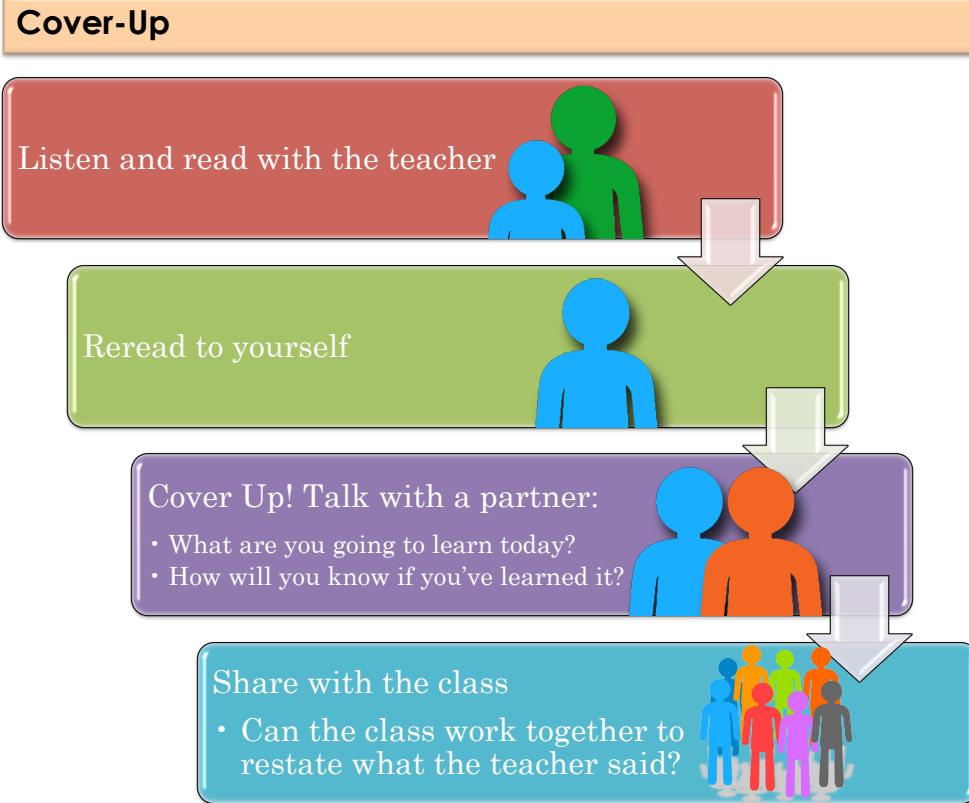 Cover-Up
Listen and read with the teacher
Reread to yourself
Cover Up! Talk with a partner:
• What are you going to learn today?
• How will you know if you’ve learned it?
Share with the class
• Can the class work together to
restate what the teacher said?